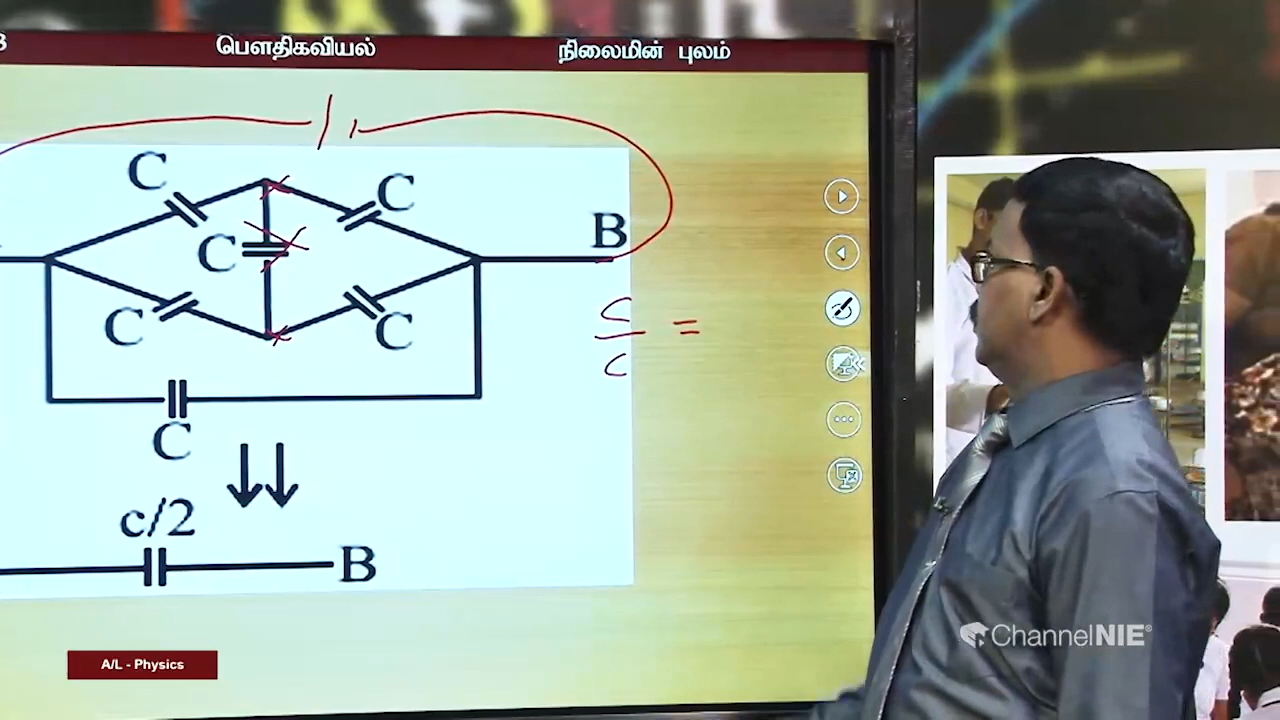 பௌதிகவியல் நிலைமின் புலம்
C C
C B
C C
C
C
C =
c/2
B
A/L - Physics
ChannelNIE®